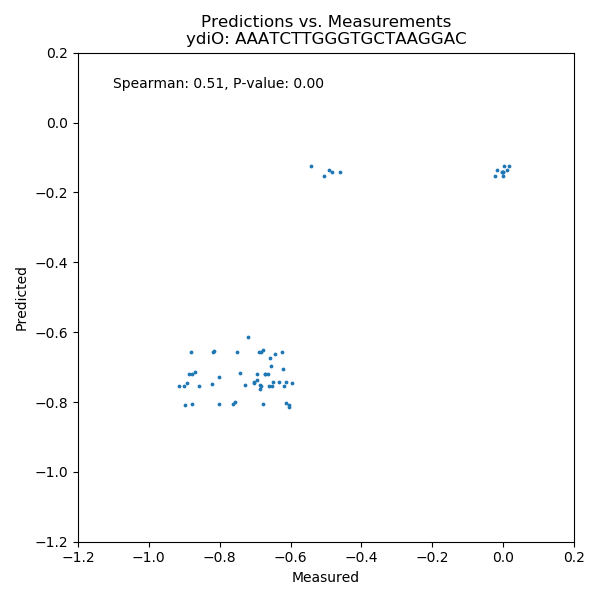 Predictions vs. Measurements
ydiO: AAATCTTGGGTGCTAAGGAC
Spearman: 0.51, P-value: 0.00
0.2
0.0
−0.2
−0.4
−0.6
−0.8
−1.0
−1.2
Predicted
−1.2 −1.0 −0.8 −0.6 −0.4 −0.2 0.0 0.2
Measured